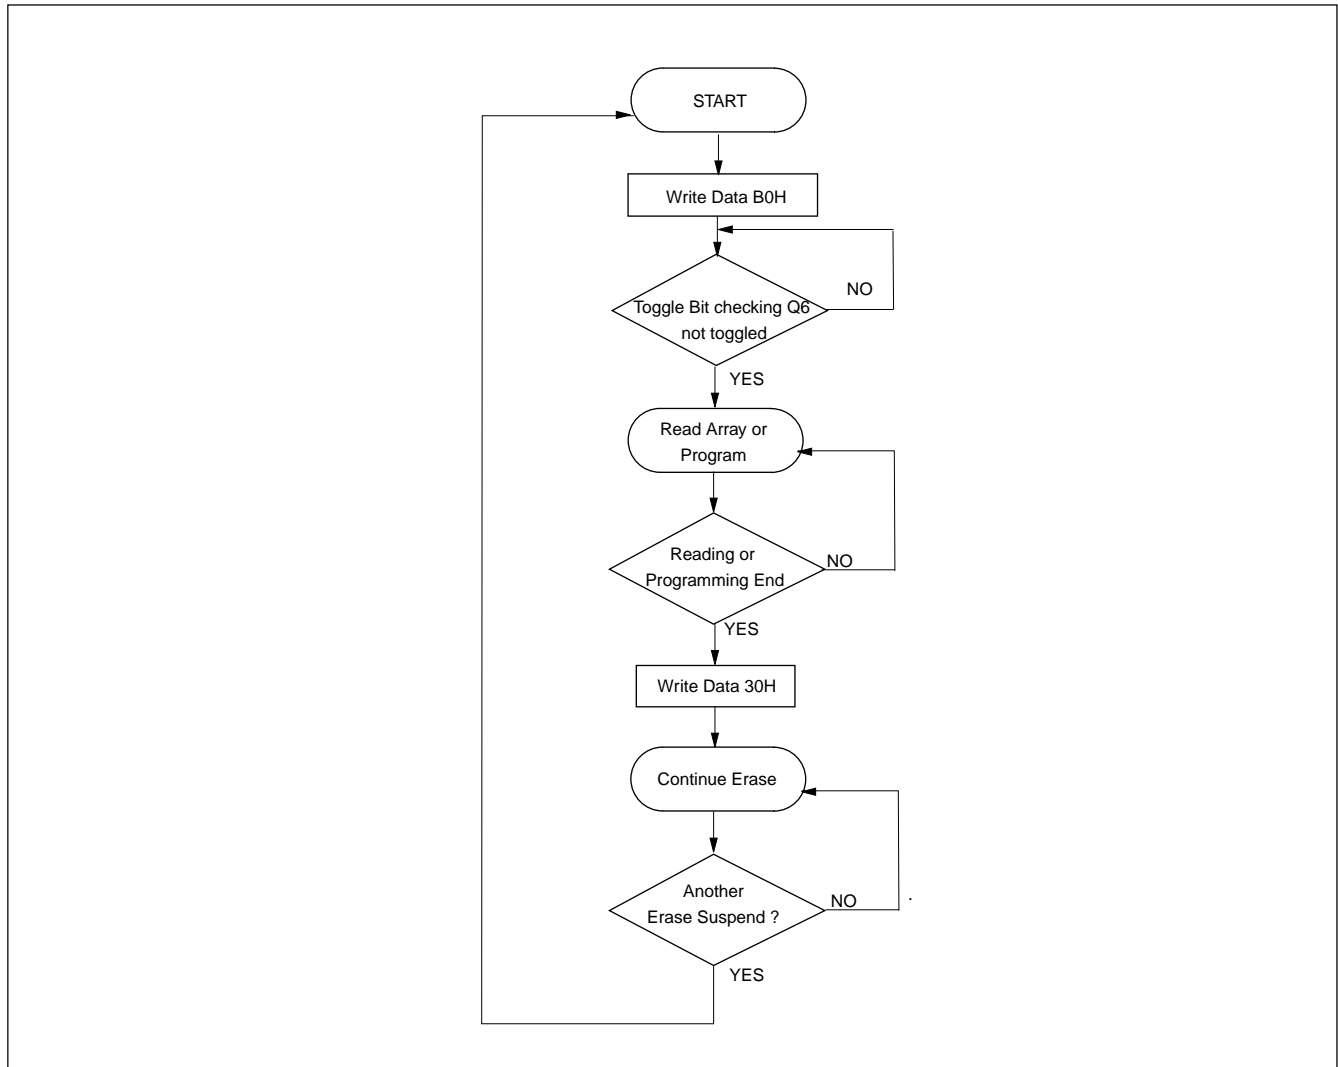 START
Write Data B0H
NO
Toggle Bit checking Q6
not toggled
YES
Read Array or
Program
Reading or
NO
Programming End
YES
Write Data 30H
Continue Erase
Another
NO
.
Erase Suspend ?
YES